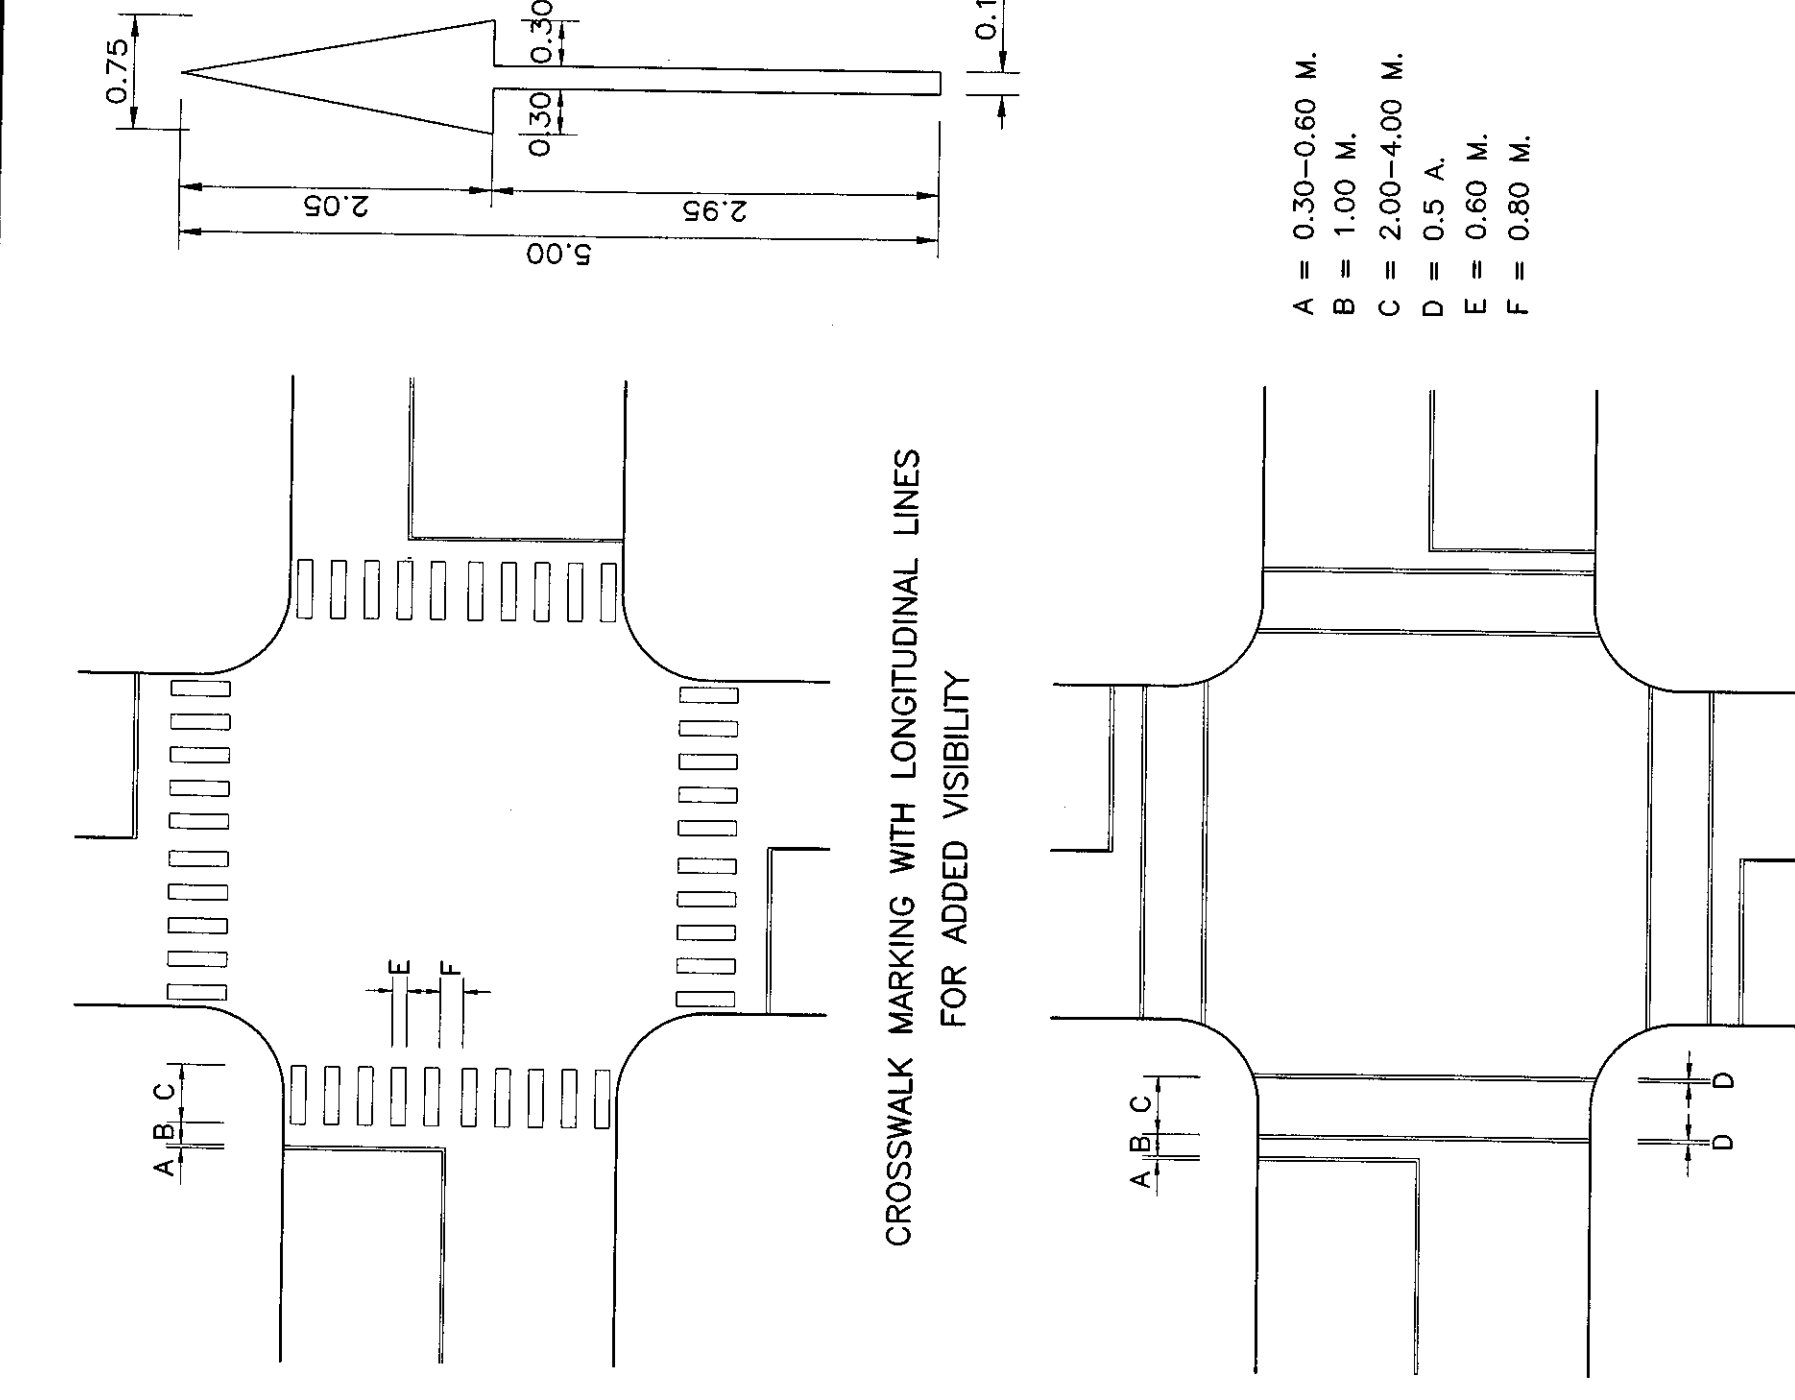 0.75
0.30
0.30
0.1
2.05
2.95
5.00
A = 0.30-0.60 M.
B = 1.00 M.
C = 2.00-4.00 M.
D = 0.5 A.
E = 0.60 M.
F = 0.80 M.
A B C
E
F
CROSSWALK MARKING WITH LONGITUDINAL LINES
FOR ADDED VISIBILITY
A B C
D
D